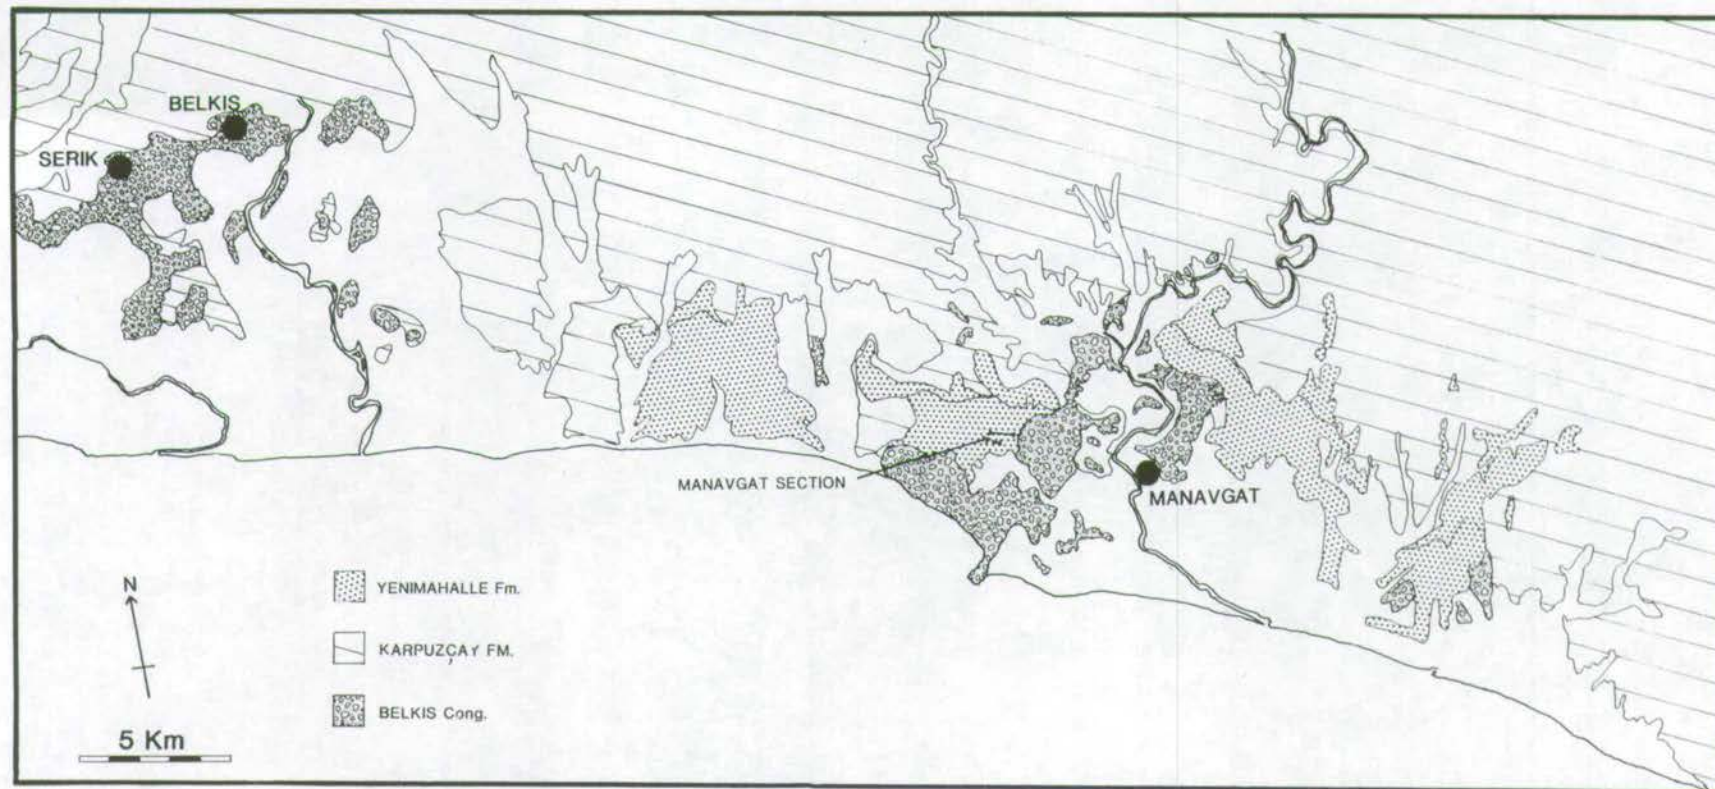 BELKIS
SERIK
MANAVGAT SECTION
MANAVGAT
N
YENIMAHALLE Fm.
KARPUZÇAY FM.
BELKIS Cong.
5 Km